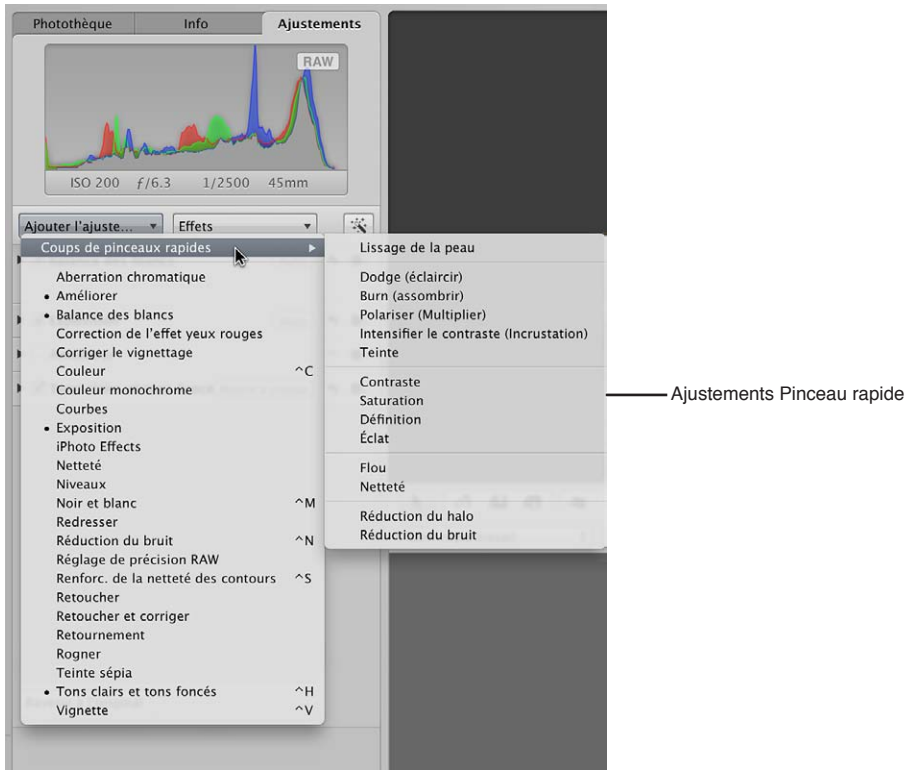 Photothèque Info Ajustements
RAW
ISO 200 ƒ/6.3 1/2500 45mm
Ajouter l'ajuste... Effets
Coups de pinceaux rapides
Aberration chromatique
• Améliorer
• Balance des blancs
Correction de l'effet yeux rouges
Corriger le vignettage
Couleur ^C
Couleur monochrome
Courbes
• Exposition
iPhoto Effects
Netteté
Niveaux
Noir et blanc ^M
Redresser
Réduction du bruit ^N
Réglage de précision RAW
Renforc. de la netteté des contours ^S
Retoucher
Retoucher et corriger
Retournement
Rogner
Teinte sépia
• Tons clairs et tons foncés ^H
Vignette ^V
Lissage de la peau
Dodge (éclaircir)
Burn (assombrir)
Polariser (Multiplier)
Intensifier le contraste (Incrustation)
Teinte
Contraste
Saturation
Définition
Éclat
Flou
Netteté
Réduction du halo
Réduction du bruit
Ajustements Pinceau rapide